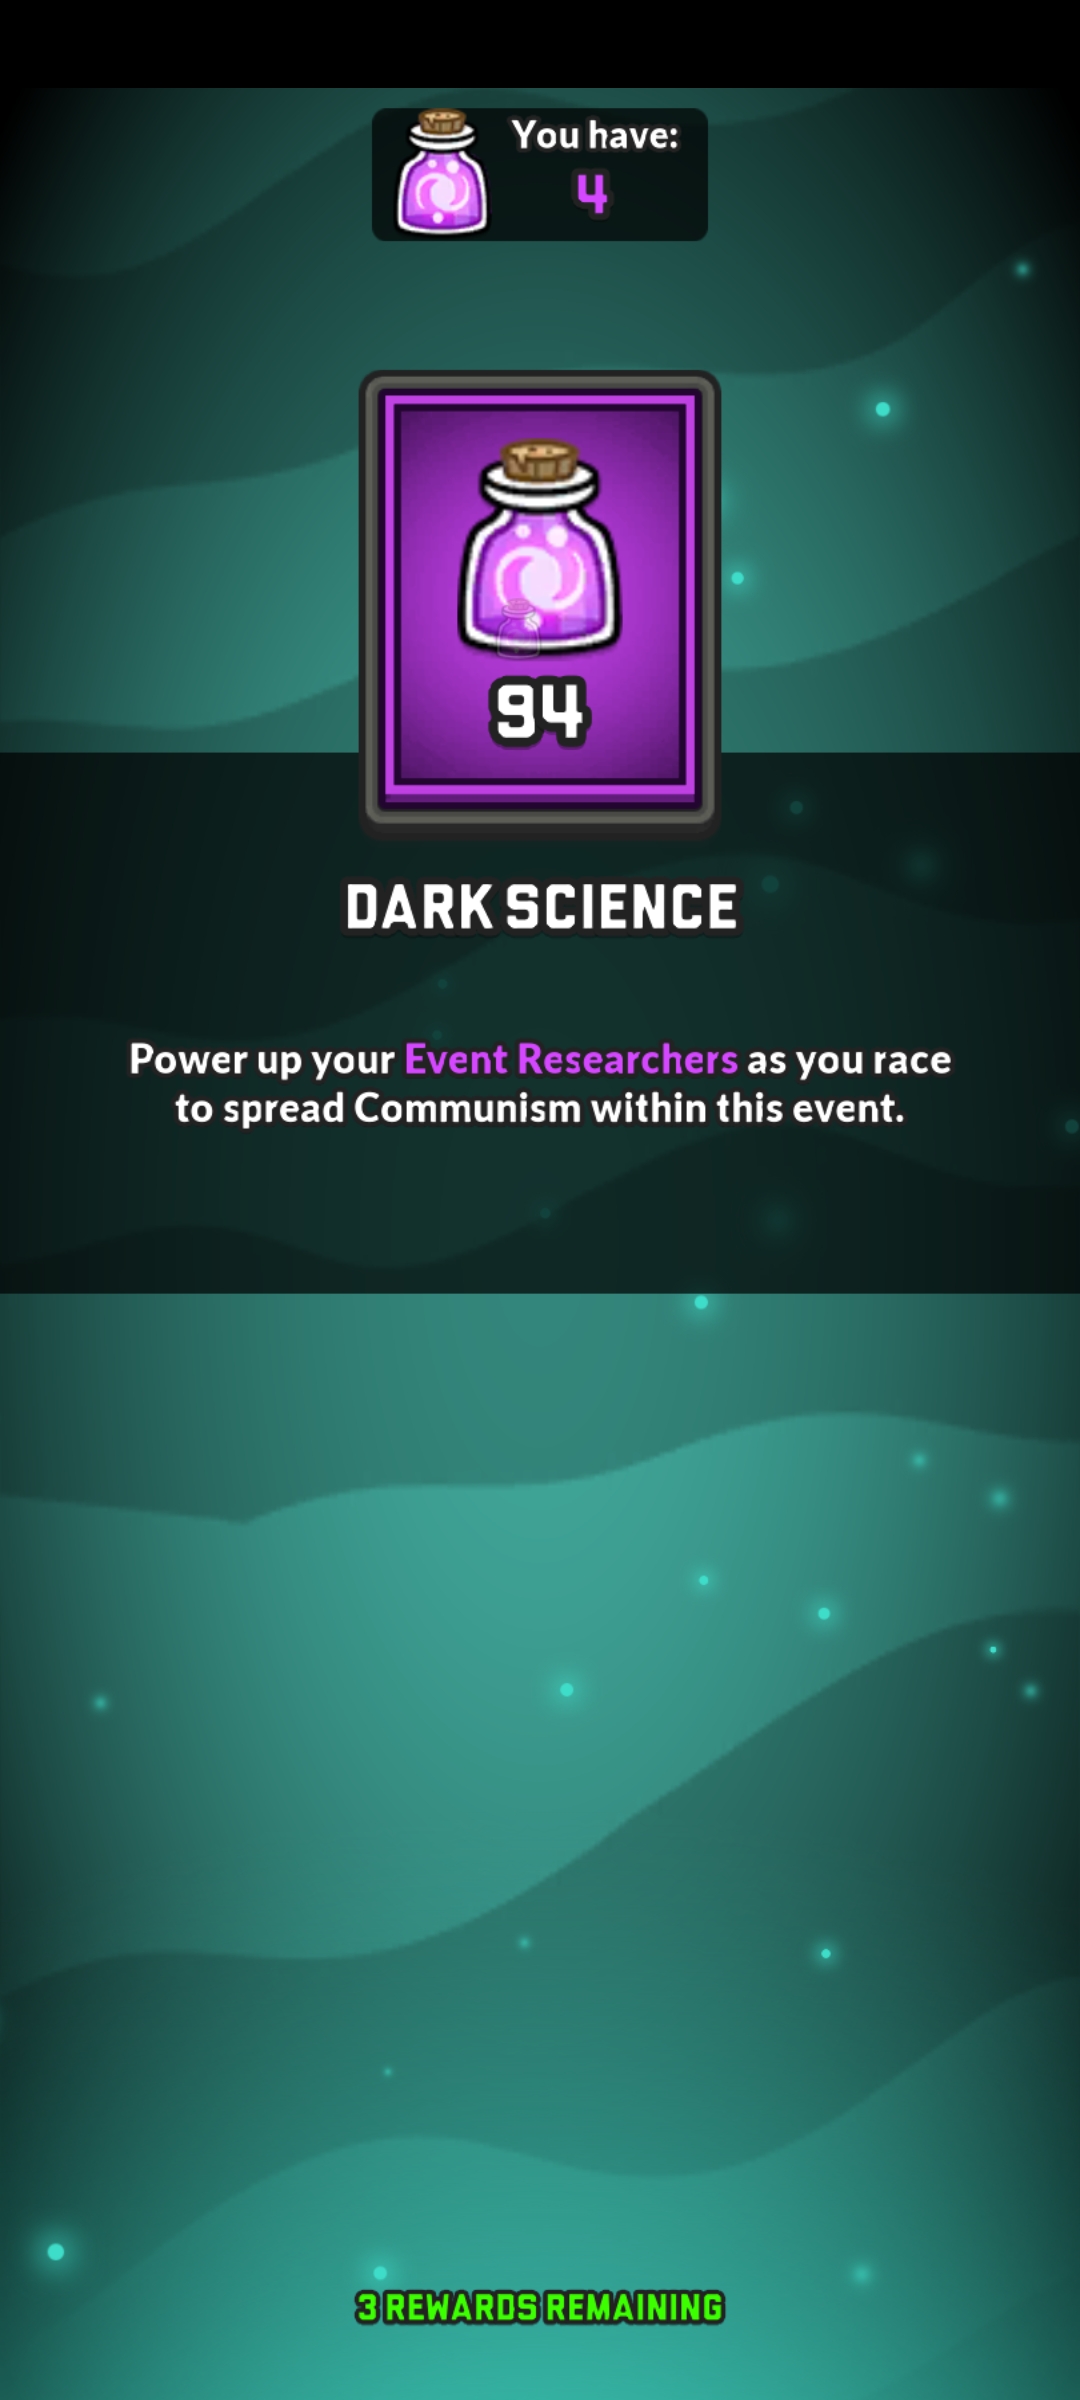 You have:
4
94
DARK SCIENCE
Power up your Event Researchers as you race
to spread Communism within this event.
3 REWARDS REMAINING